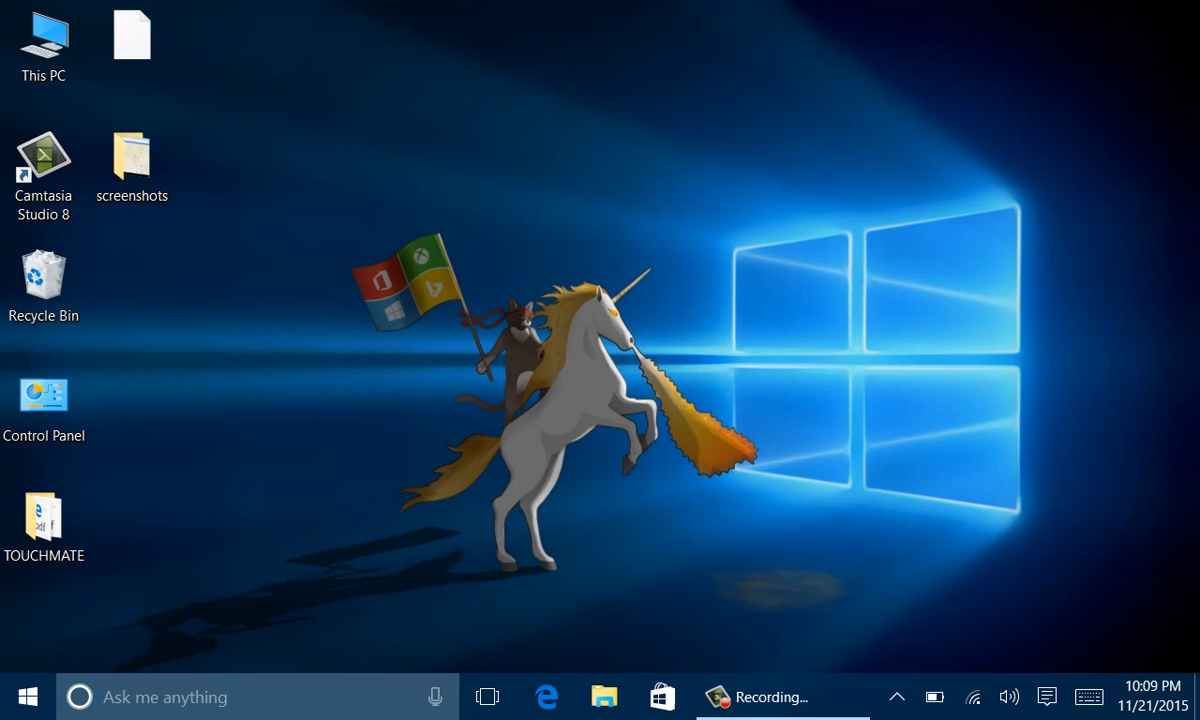 This PC
Camtasia
Studio 8
screenshots
Recycle Bin
Control Panel
TOUCHMATE
Ask me anything
Recording...
10:09 PM
11/21/2015